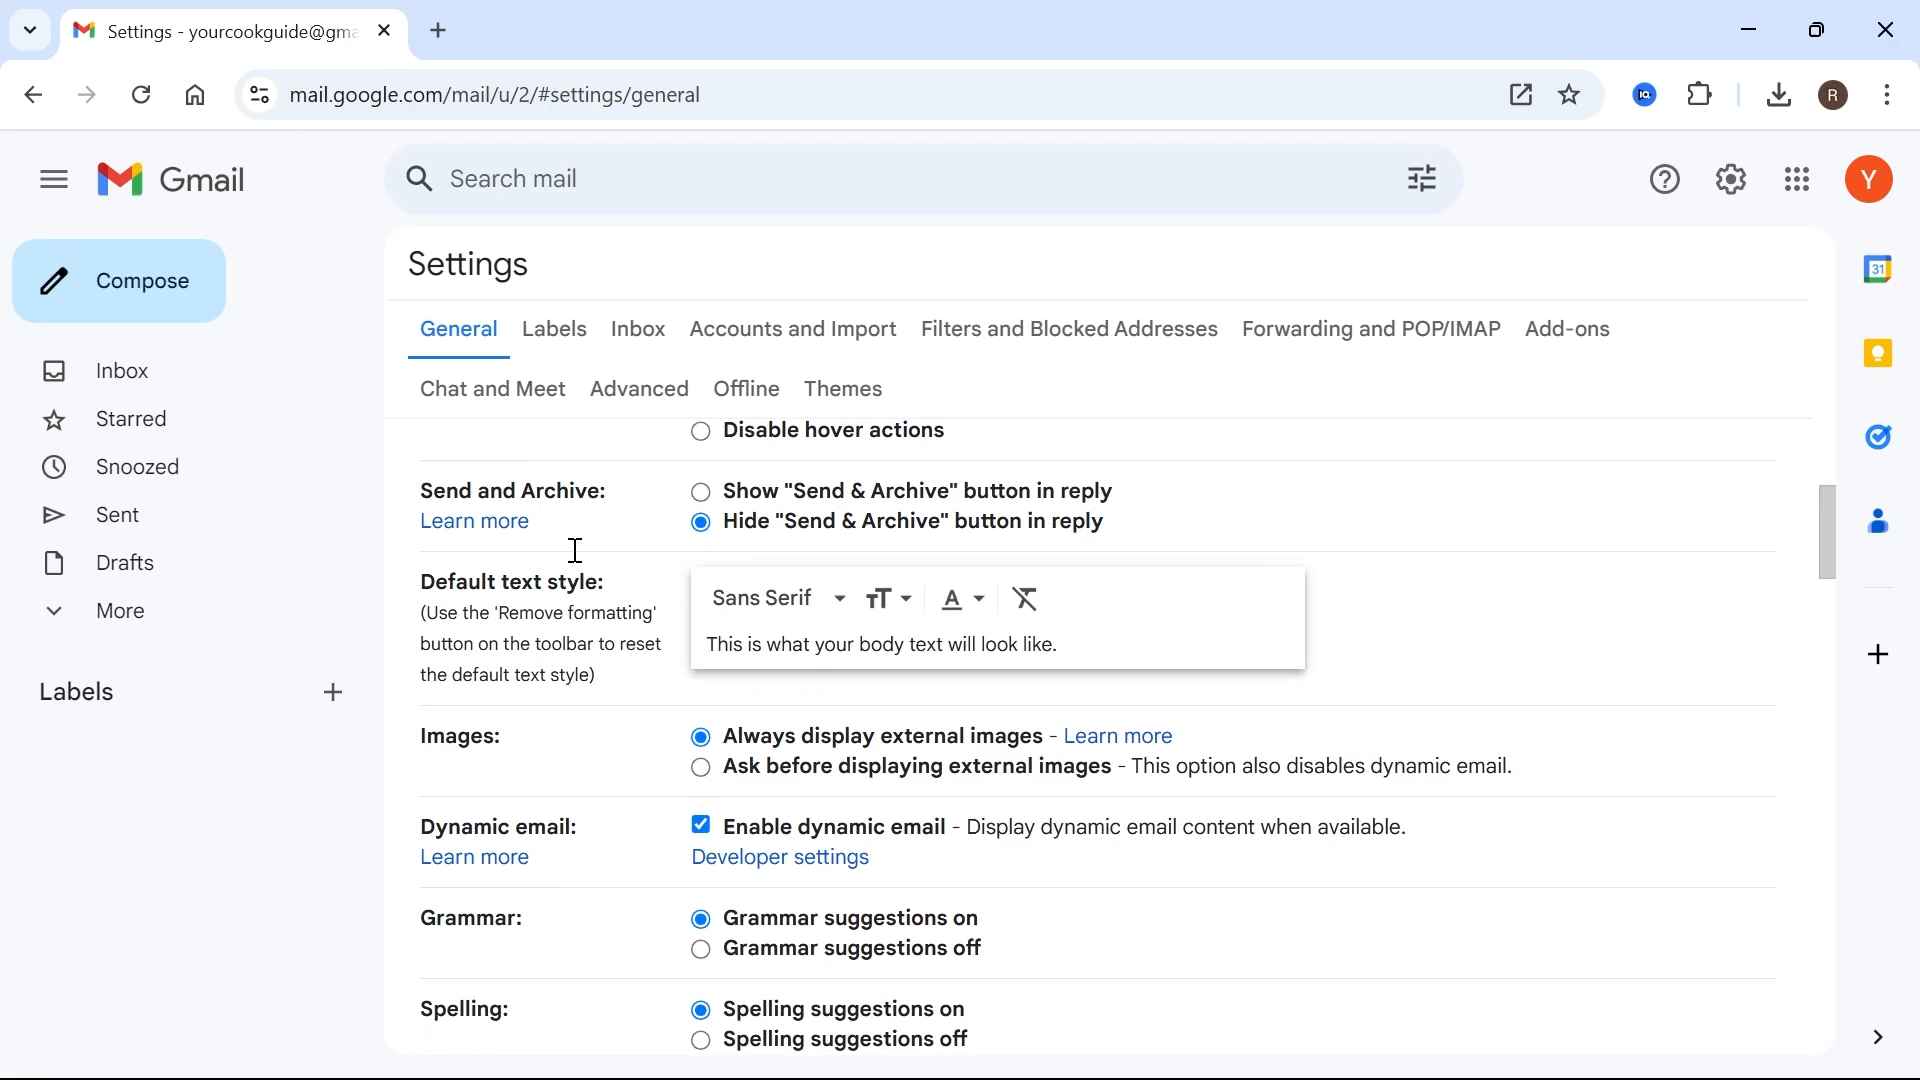 Settings - yourcookguide@gma
mail.google.com/mail/u/2/#settings/general
R
Gmail
Search mail
Y
Compose
Inbox
Starred
Snoozed
Sent
Drafts
More
Labels
Settings
General Labels Inbox Accounts and Import Filters and Blocked Addresses Forwarding and POP/IMAP Add-ons
Chat and Meet Advanced Offline Themes
Disable hover actions
Send and Archive: Show "Send & Archive" button in reply
Learn more Hide "Send & Archive" button in reply
Default text style:
(Use the 'Remove formatting'
button on the toolbar to reset
the default text style)
Sans Serif
This is what your body text will look like.
Images: Always display external images - Learn more
Ask before displaying external images - This option also disables dynamic email.
Dynamic email: Enable dynamic email - Display dynamic email content when available.
Learn more Developer settings
Grammar: Grammar suggestions on
Grammar suggestions off
Spelling: Spelling suggestions on
Spelling suggestions off
31